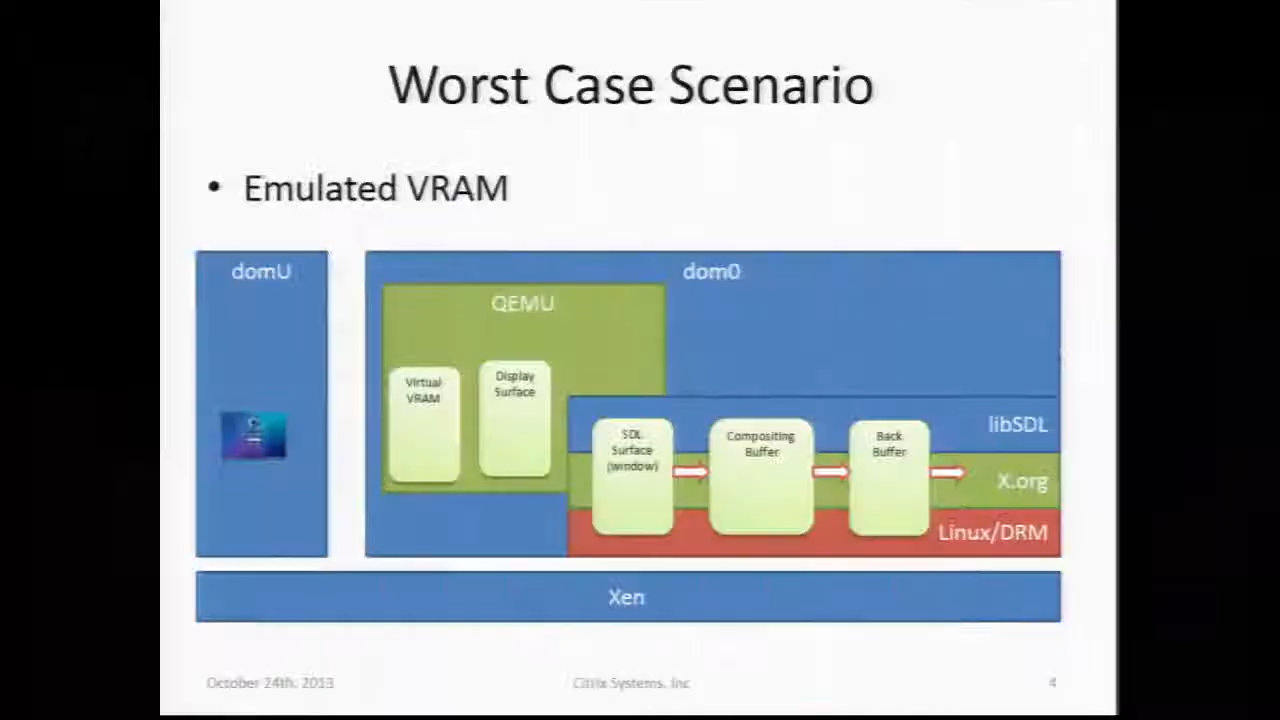 Worst Case Scenario
• Emulated VRAM
domU
dom0
QEMU
Virtual
VRAM
Display
Surface
SDL
Surface
(window)
Compositing
Buffer
Back
Buffer
libSDL
X.org
Linux/DRM
Xen
October 24th, 2013
Citrix Systems, Inc
4